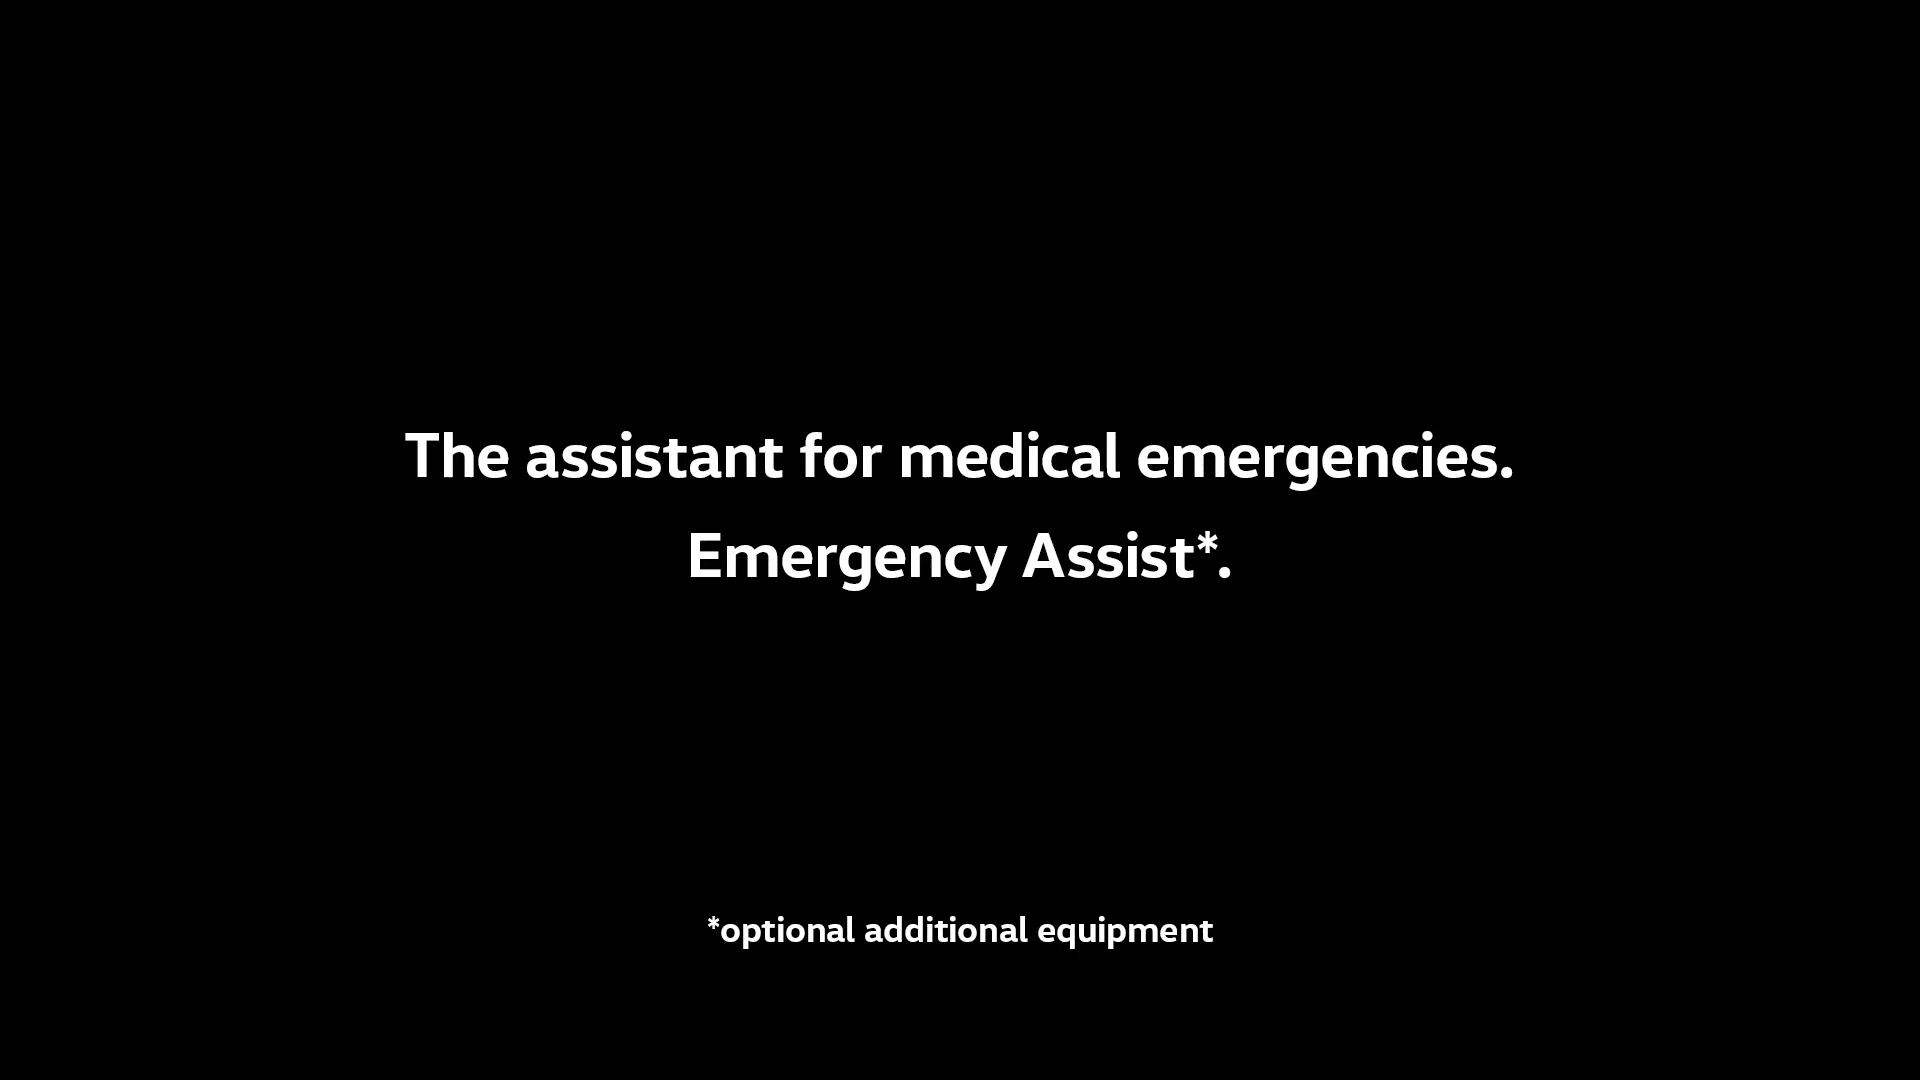 The assistant for medical emergencies.
Emergency Assist*.
*optional additional equipment